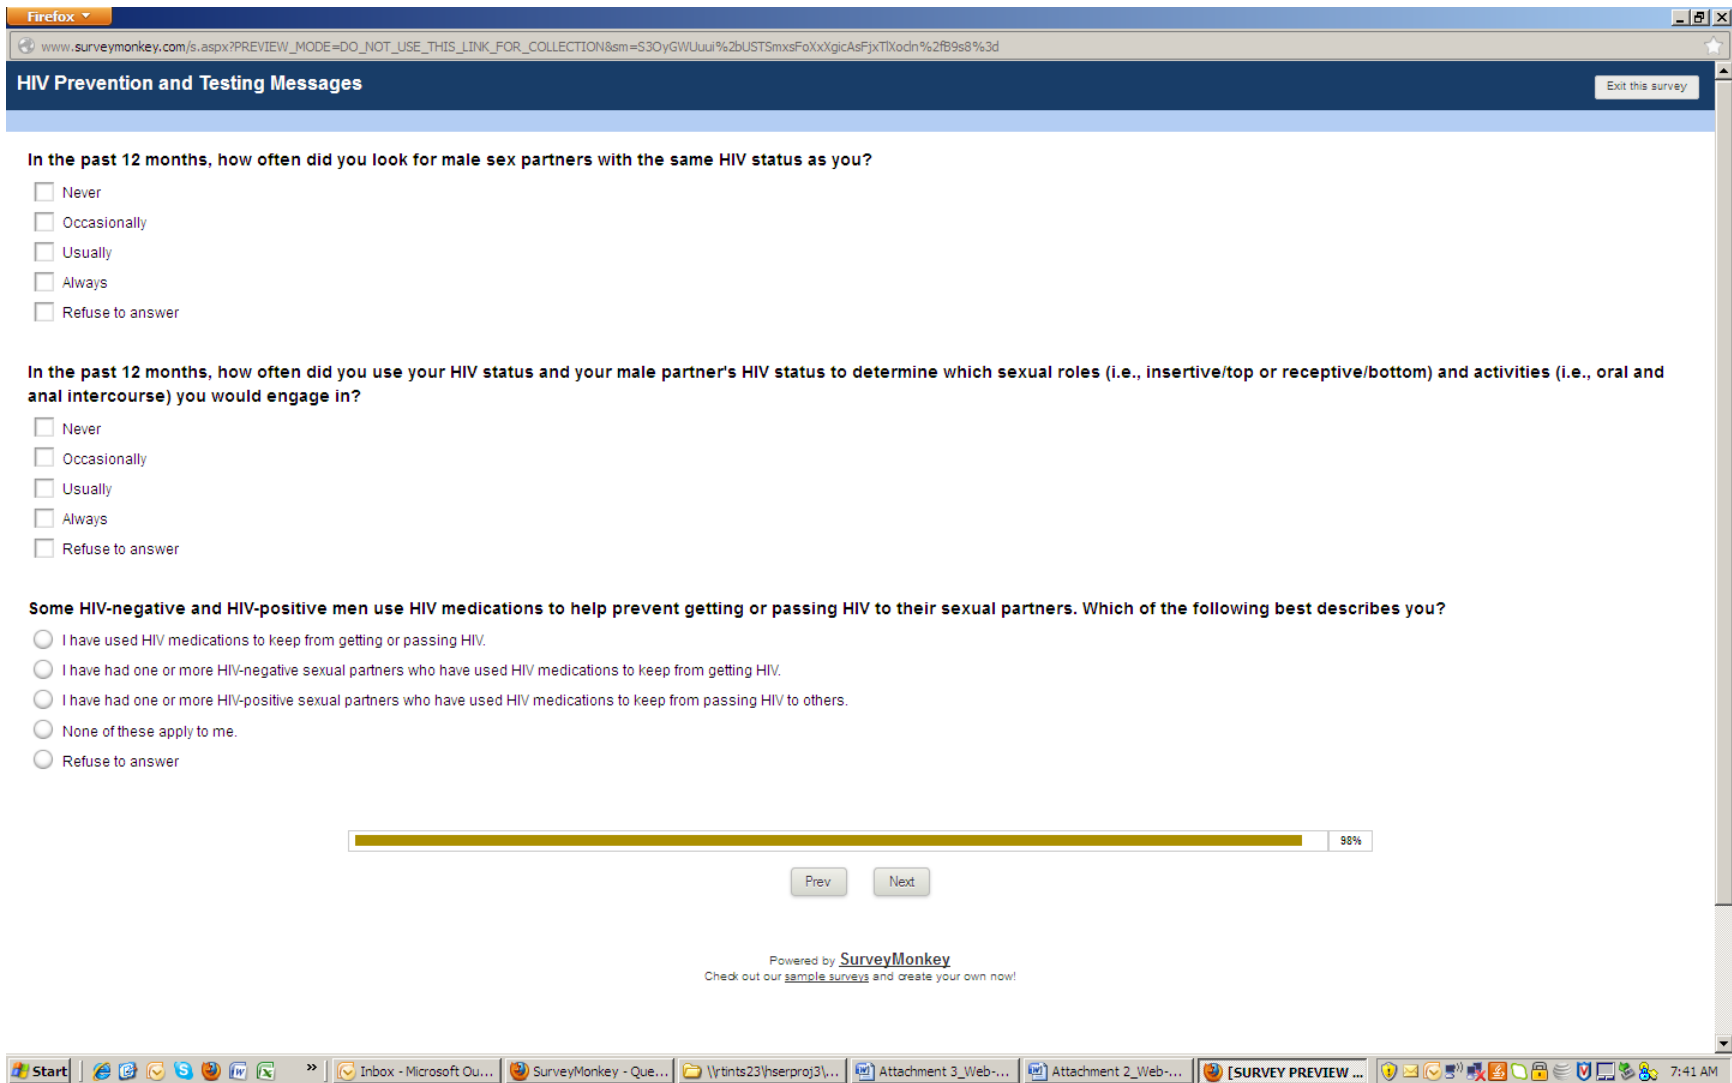 Firefox
www.surveymonkey.com/s.aspx?PREVIEW_MODE=DO_NOT_USE_THIS_LINK_FOR_COLLECTION&sm=S3OyGWUuui%2bUSTSmxsFoXxXgicAsFjxTlXocln%2fB9s8%3d
HIV Prevention and Testing Messages
Exit this survey
In the past 12 months, how often did you look for male sex partners with the same HIV status as you?
Never
Occasionally
Usually
Always
Refuse to answer
In the past 12 months, how often did you use your HIV status and your male partner's HIV status to determine which sexual roles (i.e., insertive/top or receptive/bottom) and activities (i.e., oral and
anal intercourse) you would engage in?
Never
Occasionally
Usually
Always
Refuse to answer
Some HIV-negative and HIV-positive men use HIV medications to help prevent getting or passing HIV to their sexual partners. Which of the following best describes you?
I have used HIV medications to keep from getting or passing HIV.
I have had one or more HIV-negative sexual partners who have used HIV medications to keep from getting HIV.
I have had one or more HIV-positive sexual partners who have used HIV medications to keep from passing HIV to others.
None of these apply to me.
Refuse to answer
98%
Prev Next
Powered by SurveyMonkey
Check out our sample surveys and create your own now!
Start » Inbox - Microsoft Ou... SurveyMonkey - Que... \\rtints23\hserproj3\... Attachment 3_Web-... Attachment 2_Web-... [SURVEY PREVIEW ... 7:41 AM